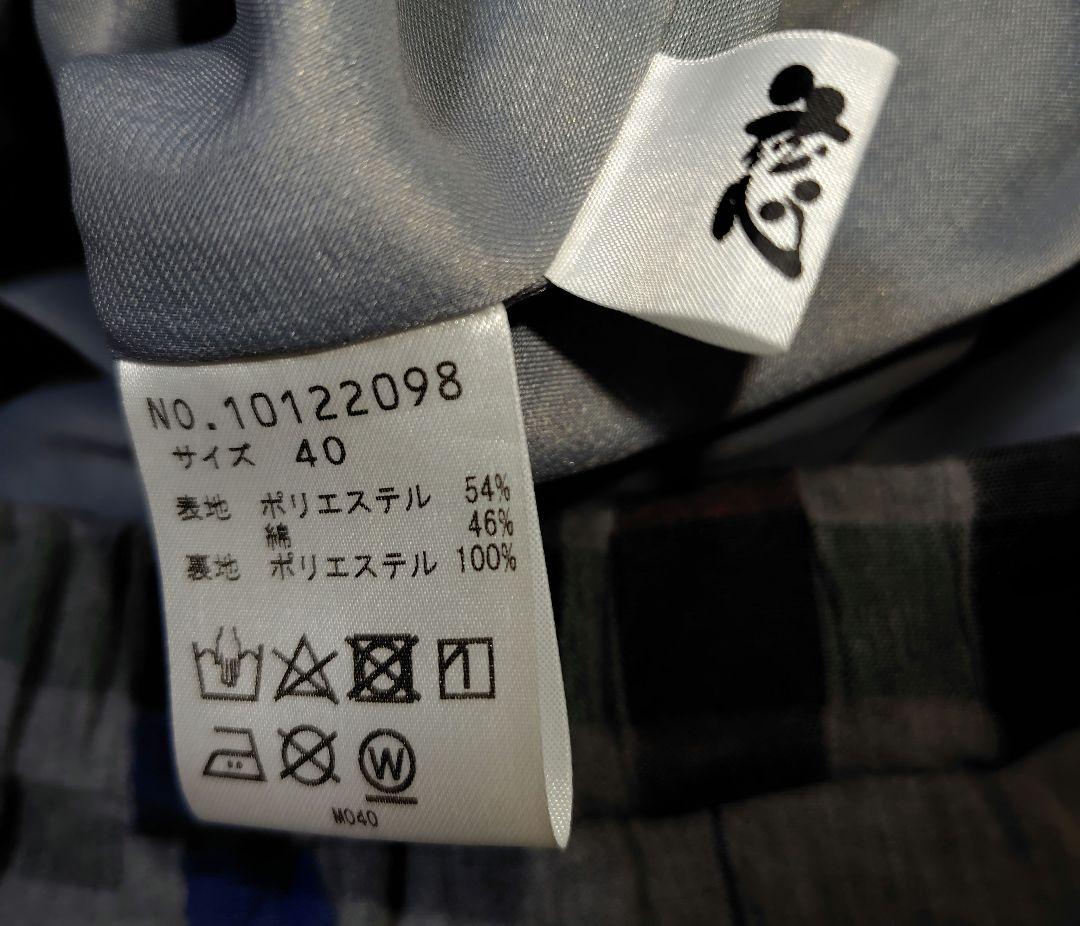 NO.10122098
サイズ 40
表地 ポリエステル 54%
綿 46%
裏地 ポリエステル 100%
W
M040